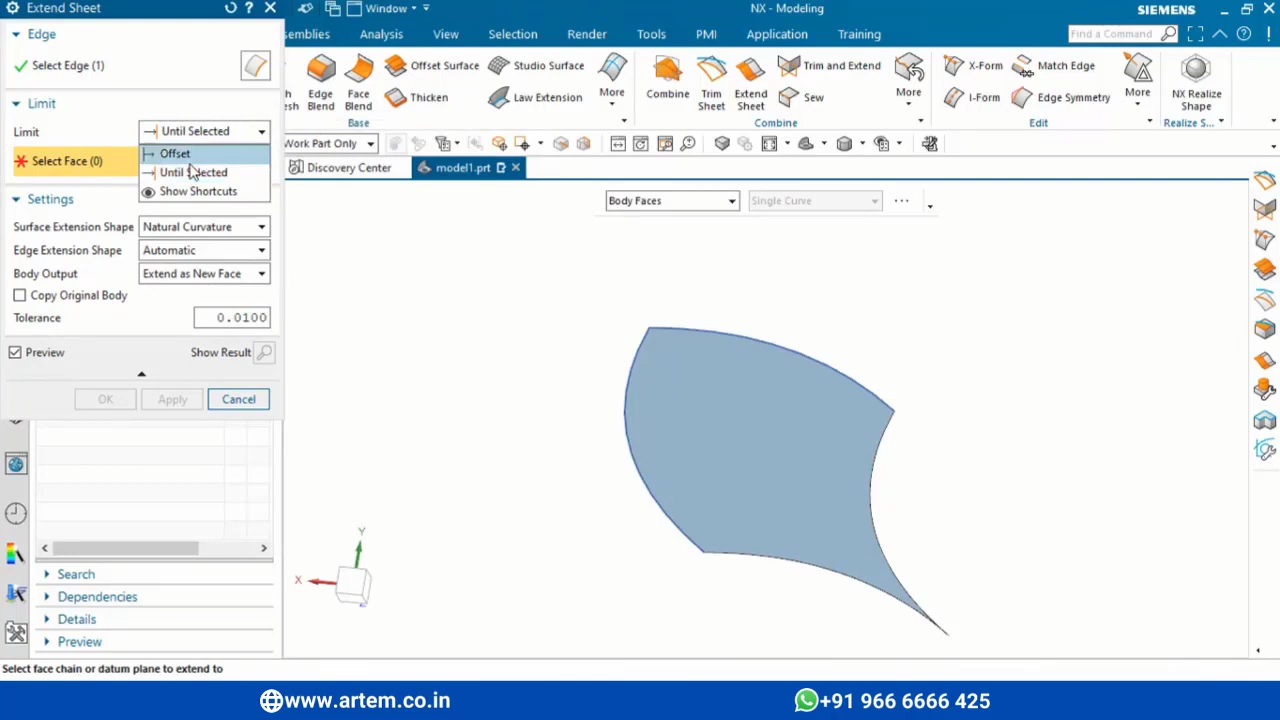 Extend Sheet
Window
NX - Modeling
SIEMENS
Edge
Analysis
View
Selection
Render
Tools
PMI
Application
Training
Find a Command
Select Edge (1)
Offset Surface
Studio Surface
Trim and Extend
X-Form
Match Edge
Edge Blend
Face Blend
Thicken
Law Extension
More
Combine
Trim Sheet
Extend Sheet
Sew
More
I-Form
Edge Symmetry
More
NX Realize Shape
Base
Combine
Edit
Realize S...
Limit
Limit
Until Selected
Work Part Only
Offset
Select Face (0)
Until Selected
Show Shortcuts
Discovery Center
model1.prt
Settings
Body Faces
Single Curve
Surface Extension Shape
Natural Curvature
Edge Extension Shape
Automatic
Body Output
Extend as New Face
Copy Original Body
Tolerance
0.0100
Preview
Show Result
OK
Apply
Cancel
Y
X
Search
Dependencies
Details
Preview
Select face chain or datum plane to extend to
www.artem.co.in
+91 966 6666 425